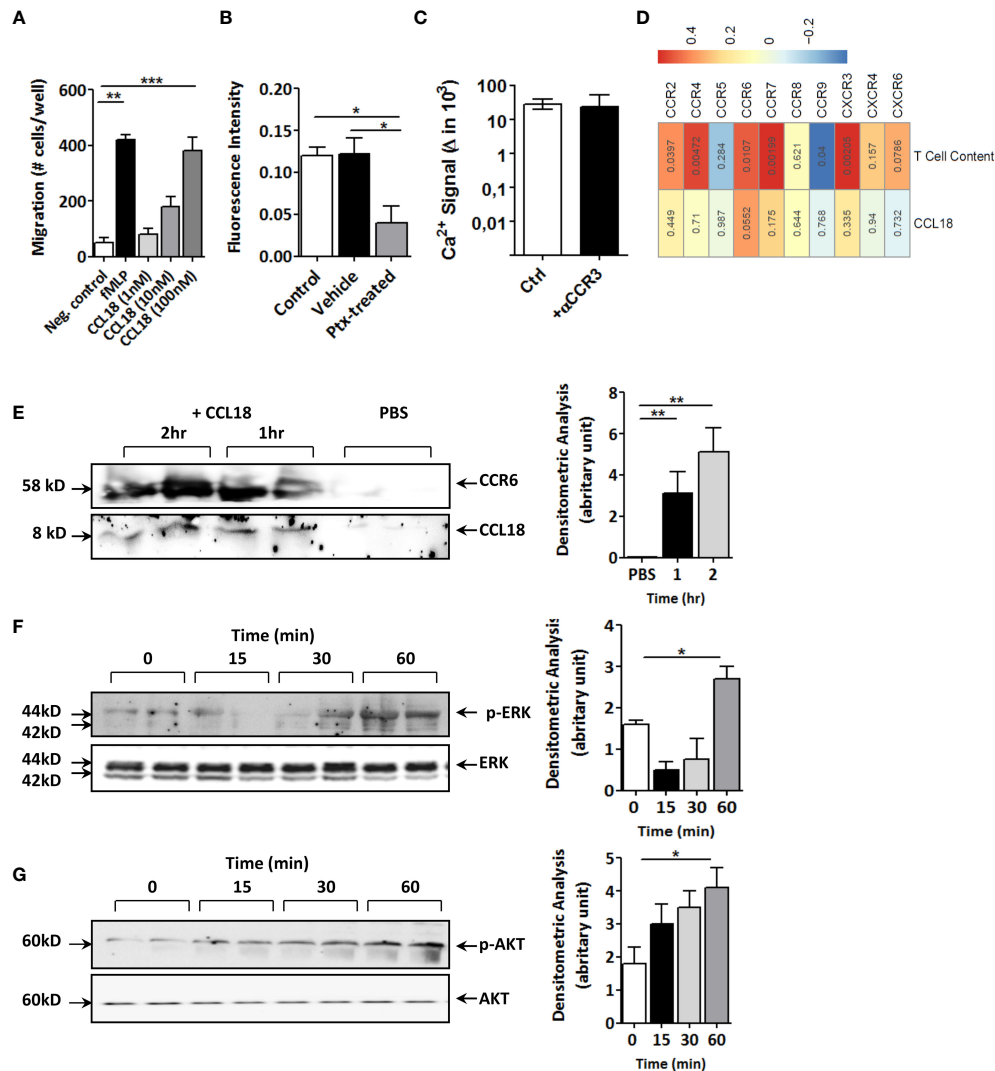 A
Migration (# cells/well)
600
400
200
0
**
***
Neg. control
fMLP
CCL18 (1nM)
CCL18 (10nM)
CCL18 (100nM)
B
Fluorescence Intensity
0.20
0.15
0.10
0.05
0.00
*
*
Control
Vehicle
Ptx-treated
C
Ca2+ Signal (Δ in 10³)
100
10
1
0,1
0,01
Ctrl
+αCCR3
D
0.4
0.2
0
−0.2
CCR2
CCR4
CCR5
CCR6
CCR7
CCR8
CCR9
CXCR3
CXCR4
CXCR6
0.0397
0.00472
0.284
0.0107
0.00199
0.621
0.04
0.00205
0.157
0.0786
T Cell Content
0.449
0.71
0.987
0.0552
0.175
0.644
0.768
0.335
0.94
0.732
CCL18
E
+ CCL18
PBS
2hr
1hr
58 kD
CCR6
8 kD
CCL18
Densitometric Analysis
(abritary unit)
8
6
4
2
0
**
**
PBS
1
2
Time (hr)
F
Time (min)
0
15
30
60
44kD
42kD
p-ERK
44kD
42kD
ERK
Densitometric Analysis
(abritary unit)
4
3
2
1
0
*
0
15
30
60
Time (min)
G
Time (min)
0
15
30
60
60kD
p-AKT
60kD
AKT
Densitometric Analysis
(abritary unit)
5
4
3
2
1
0
*
0
15
30
60
Time (min)